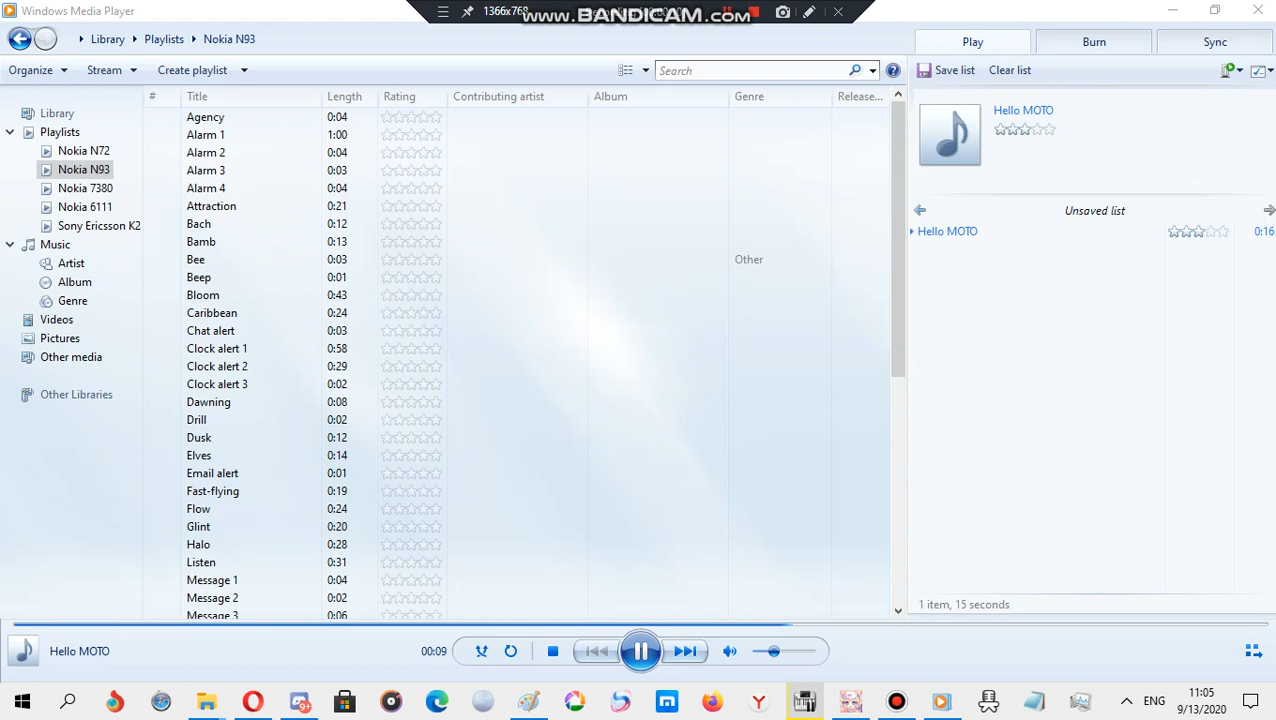 Windows Media Player
1366x768
www.BANDICAM.com
Library Playlists Nokia N93
Play Burn Sync
Organize Stream Create playlist
Search
Save list Clear list
# Title Length Rating Contributing artist Album Genre Release...
Library
Playlists
Nokia N72
Nokia N93
Nokia 7380
Nokia 6111
Sony Ericsson K2
Music
Artist
Album
Genre
Videos
Pictures
Other media
Other Libraries
Agency 0:04
Alarm 1 1:00
Alarm 2 0:04
Alarm 3 0:03
Alarm 4 0:04
Attraction 0:21
Bach 0:12
Bamb 0:13
Bee 0:03 Other
Beep 0:01
Bloom 0:43
Caribbean 0:24
Chat alert 0:03
Clock alert 1 0:58
Clock alert 2 0:29
Clock alert 3 0:02
Dawning 0:08
Drill 0:02
Dusk 0:12
Elves 0:14
Email alert 0:01
Fast-flying 0:19
Flow 0:24
Glint 0:20
Halo 0:28
Listen 0:31
Message 1 0:04
Message 2 0:02
Message 3 0:06
Hello MOTO
Unsaved list
Hello MOTO 0:16
1 item, 15 seconds
Hello MOTO 00:09
ENG
11:05
9/13/2020